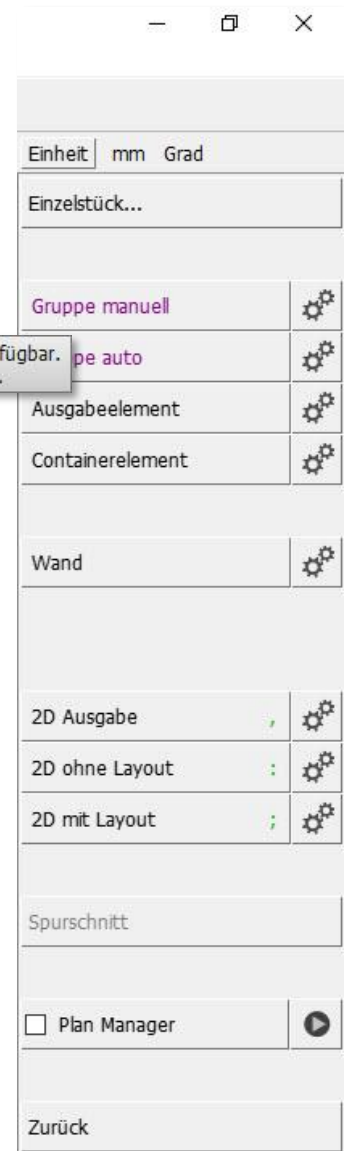 Einheit mm Grad
Einzelstück...
Gruppe manuell
fügbar.
pe auto
Ausgabeelement
Containerelement
Wand
2D Ausgabe ,
2D ohne Layout :
2D mit Layout ;
Spurschnitt
Plan Manager
Zurück